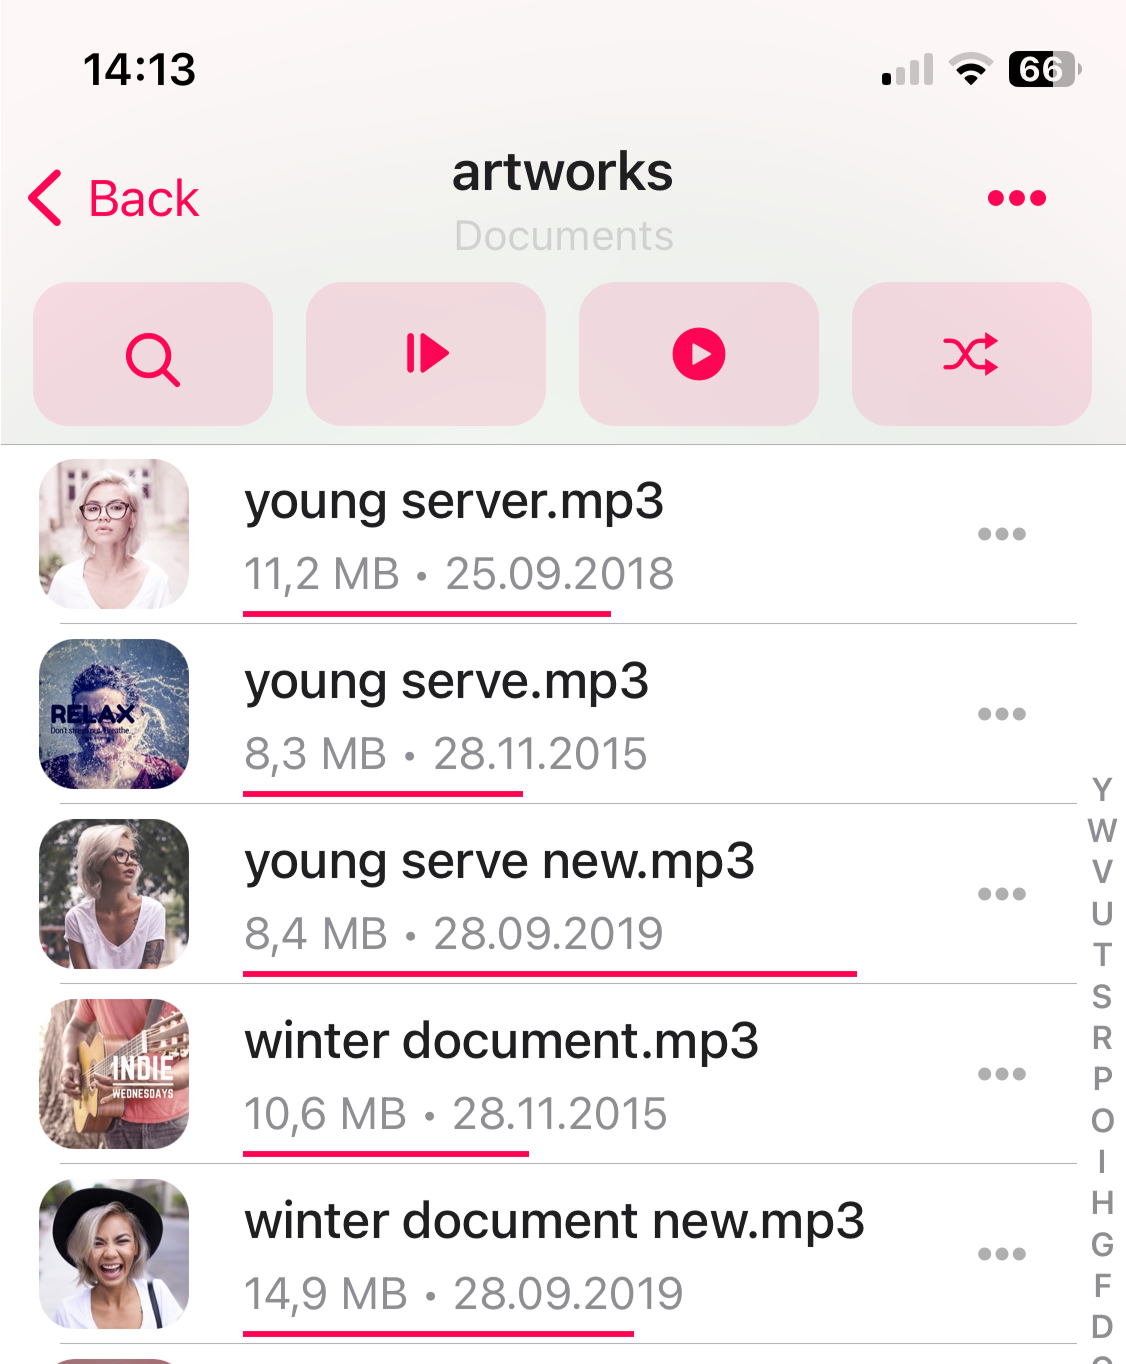 14:13
66
Back
artworks
Documents
young server.mp3
11,2 MB • 25.09.2018
RELAX
young serve.mp3
8,3 MB • 28.11.2015
young serve new.mp3
8,4 MB • 28.09.2019
INDIE
WEDNESDAYS
winter document.mp3
10,6 MB • 28.11.2015
winter document new.mp3
14,9 MB • 28.09.2019
Y
W
V
U
T
S
R
P
O
I
H
G
F
D